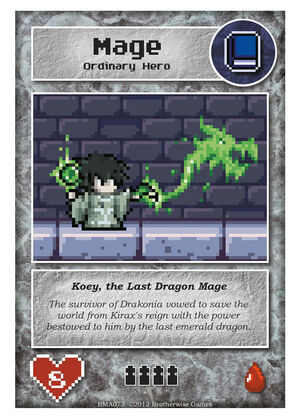 Mage
Ordinary Hero
Koey, the Last Dragon Mage
The survivor of Drakonia vowed to save the
world from Kirax's reign with the power
bestowed to him by the last emerald dragon.
8
BMA073 ©2012 Brotherwise Games